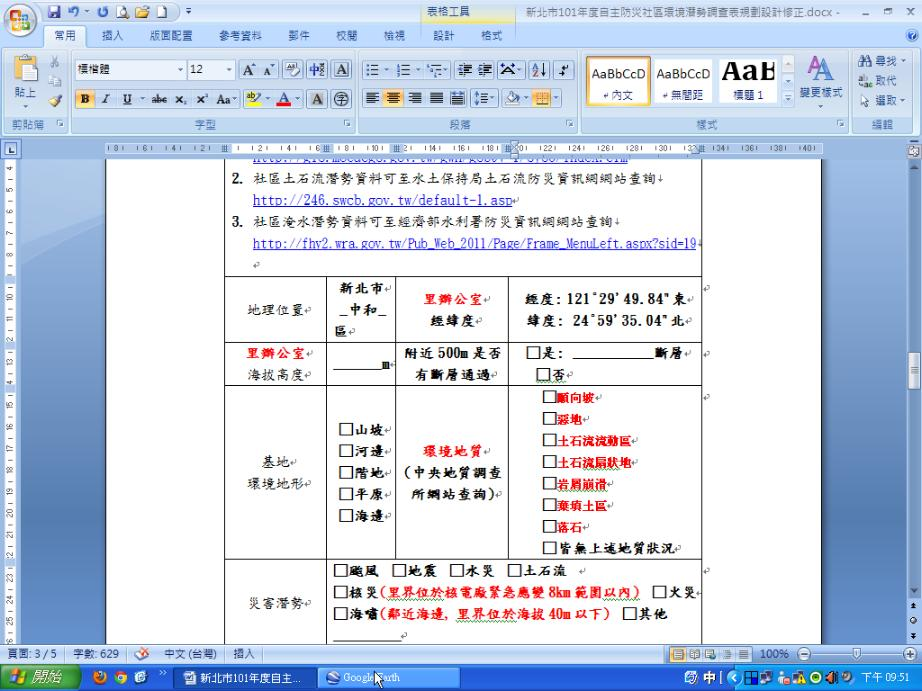 表格工具
新北市101年度自主防災社區環境潛勢調查表規劃設計修正.docx -
常用 插入 版面配置 參考資料 郵件 校閱 檢視 設計 格式
標楷體 12
貼上
B I U abe X₂ X² Aa
AaBbCcD AaBbCcD AaB
內文 無間距 標題 1
變更樣式
尋找
取代
選取
剪貼簿 字型 段落 樣式 編輯
2. 社區土石流潛勢資料可至水土保持局土石流防災資訊網網站查詢
http://246.swcb.gov.tw/default-1.asp
3. 社區淹水潛勢資料可至經濟部水利署防災資訊網網站查詢
http://fhy2.wra.gov.tw/Pub_Web_2011/Page/Frame_MenuLeft.aspx?sid=19
地理位置
新北市
_中和_
區
里辦公室
經緯度
經度: 121°29'49.84"東
緯度: 24°59'35.04"北
里辦公室
海拔高度
______m
附近 500m 是否
有斷層通過
□是: ____________斷層
□否
基地
環境地形
□山坡
□河邊
□階地
□平原
□海邊
環境地質
(中央地質調查
所網站查詢)
□順向坡
□惡地
□土石流流動區
□土石流扇狀地
□岩屑崩滑
□棄填土區
□落石
□皆無上述地質狀況
災害潛勢
□颱風 □地震 □水災 □土石流
□核災(里界位於核電廠緊急應變 8km 範圍以內) □火災
□海嘯(鄰近海邊, 里界位於海拔 40m 以下) □其他
__________
頁面: 3 / 5 字數: 629 中文 (台灣) 插入 100%
開始 新北市101年度自主... Google Earth 中 下午 09:51